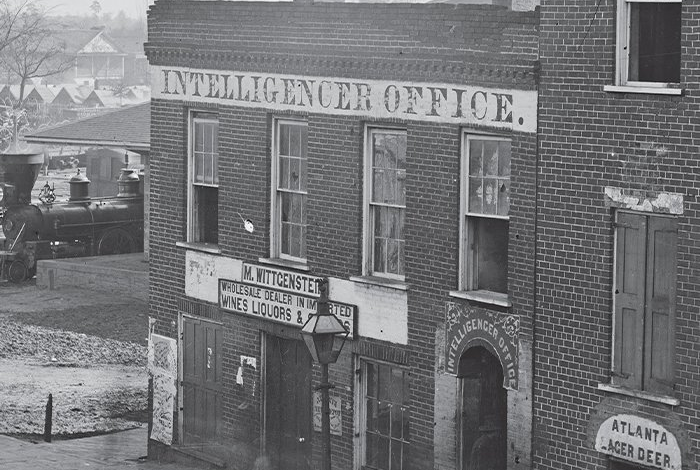 INTELLIGENCER OFFICE.
M. WITTGENSTEIN
WHOLESALE DEALER IN IMPORTED
WINES LIQUORS &
INTELLIGENCER OFFICE
ATLANTA
LAGER BEER.